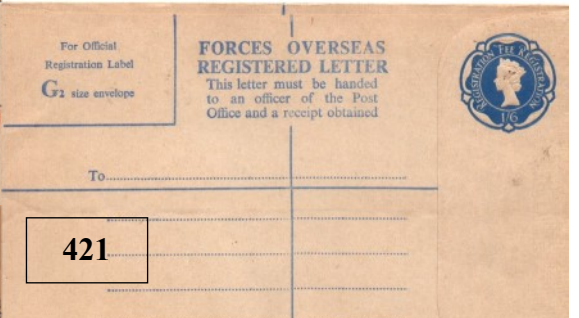 For Official
Registration Label
G2 size envelope
FORCES OVERSEAS
REGISTERED LETTER
This letter must be handed
to an officer of the Post
Office and a receipt obtained
REGISTRATION FEE REGISTRATION
1/6
To
421